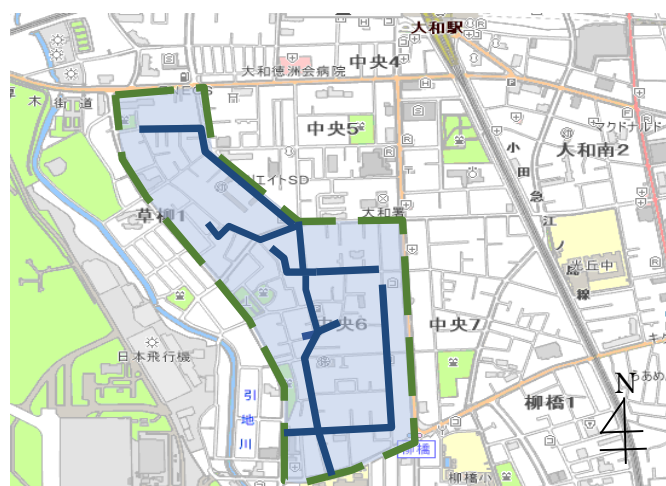 大和駅
中央4
大和徳洲会病院
中央5
マクドナルド
大和南2
エイトSD
小田急江ノ島線
草柳1
大和署
光丘中
中央6
中央7
日本飛行機
引地川
柳橋1
N
柳橋
柳橋小